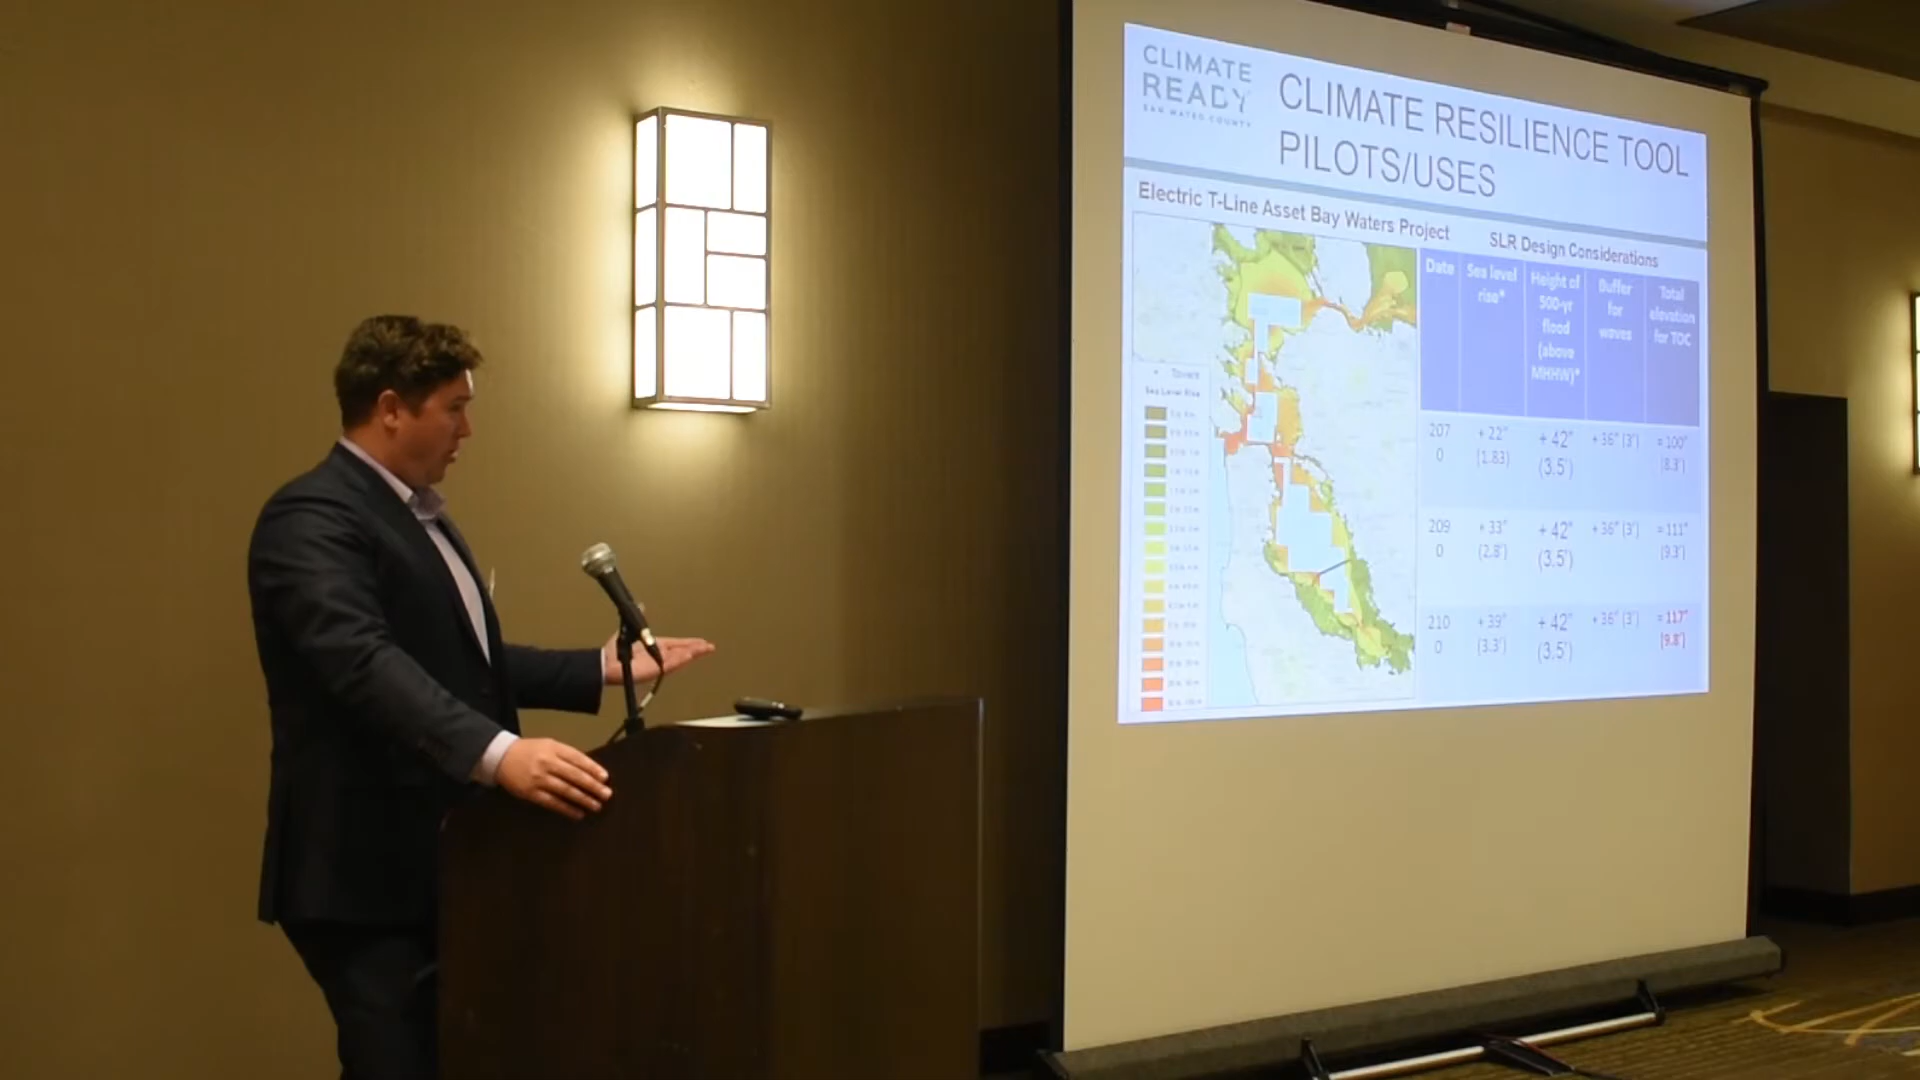 CLIMATE
READY
SAN MATEO COUNTY
CLIMATE RESILIENCE TOOL
PILOTS/USES
Electric T-Line Asset Bay Waters Project
SLR Design Considerations
Towers
Sea Level Rise
Date
Sea level
rise*
Height of
500-yr
flood
(above
MHHW)*
Buffer
for
waves
Total
elevation
for TOC
207
0
+ 22"
(1.83)
+ 42"
(3.5')
+ 36" (3')
= 100"
(8.3')
209
0
+ 33"
(2.8')
+ 42"
(3.5')
+ 36" (3')
= 111"
(9.3')
210
0
+ 39"
(3.3')
+ 42"
(3.5')
+ 36" (3')
= 117"
(9.8')